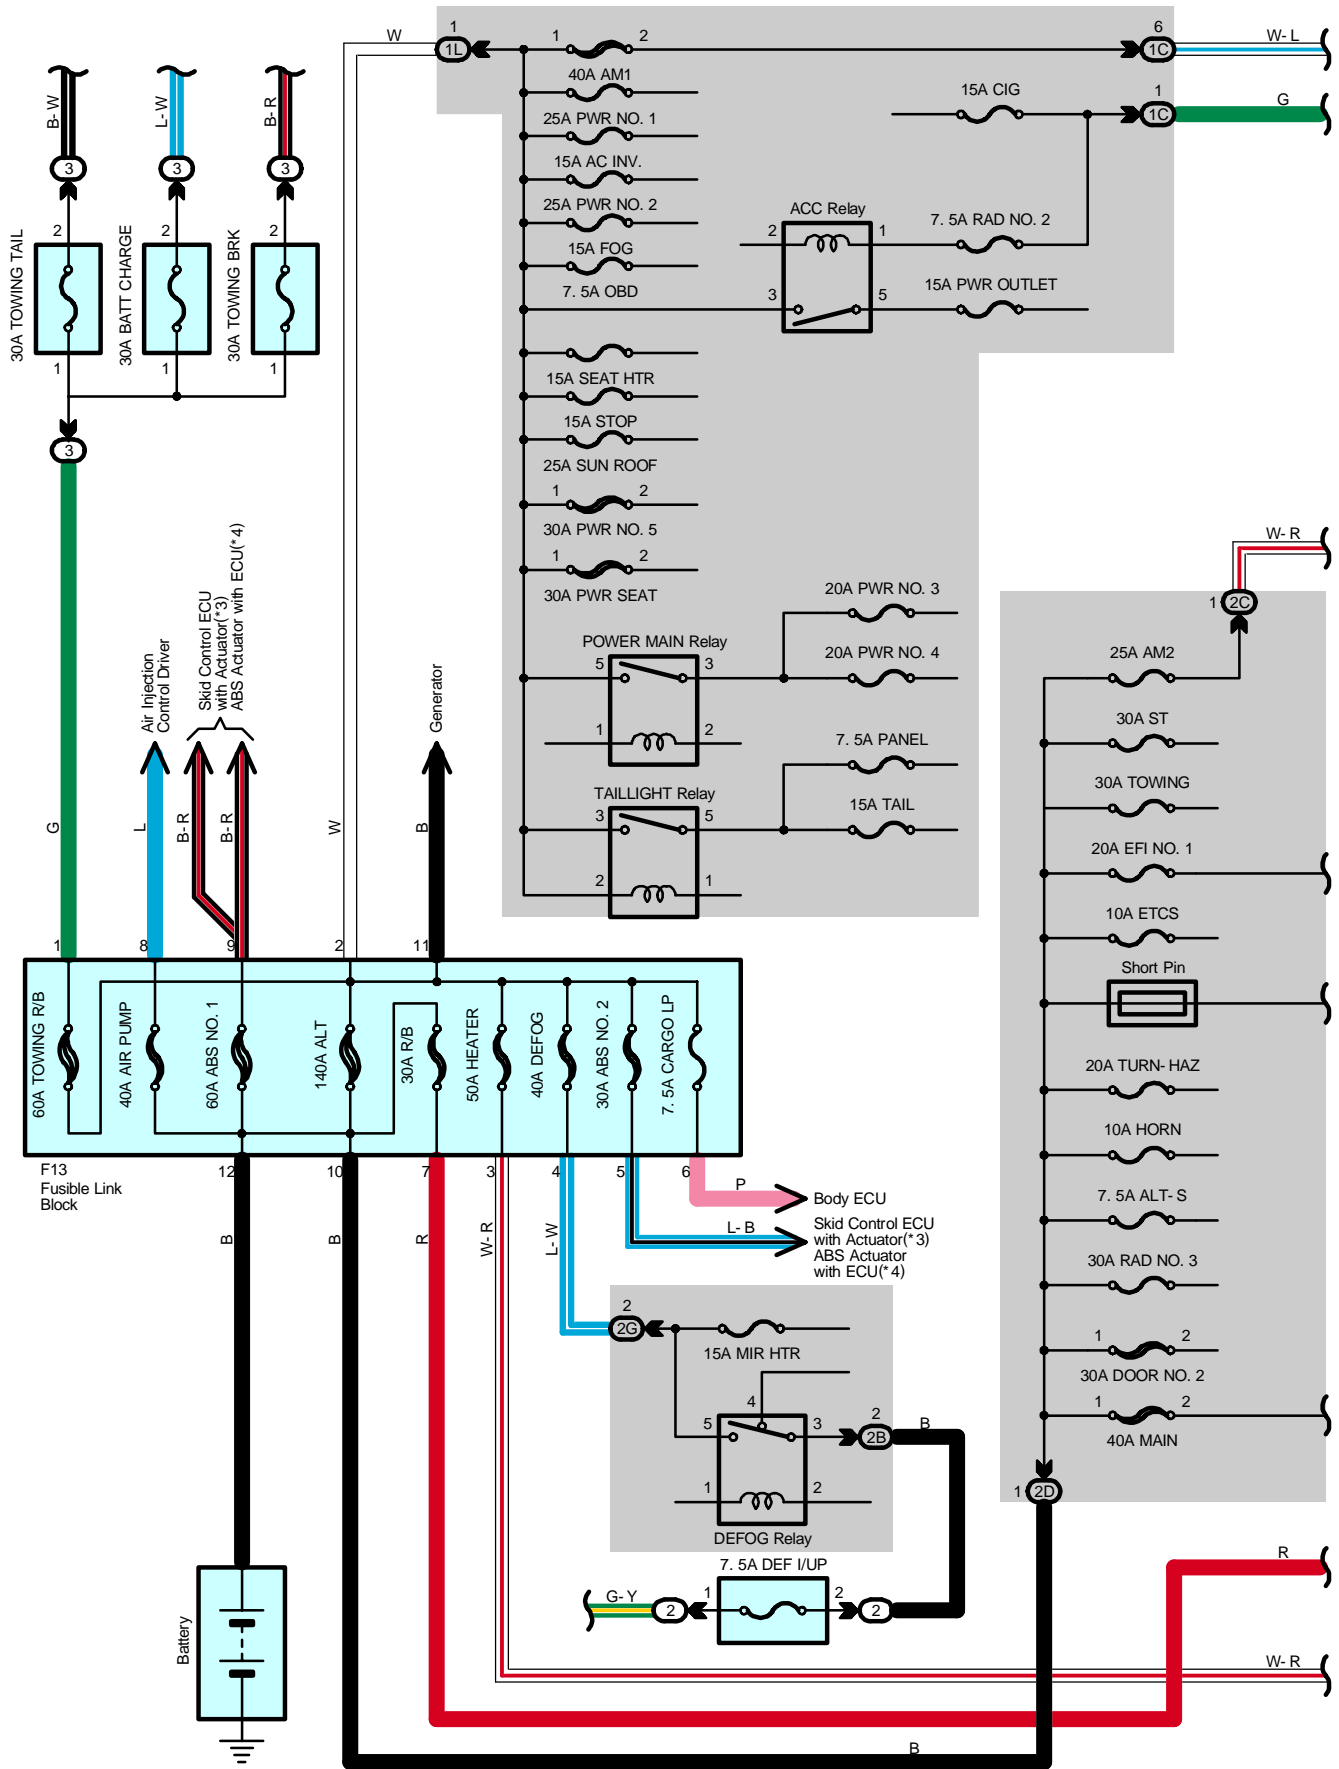 W
1
1L
1
2
6
1C
W- L
40A AM1
15A CIG
1
1C
G
25A PWR NO. 1
15A AC INV.
25A PWR NO. 2
15A FOG
7. 5A OBD
ACC Relay
2
1
3
5
7. 5A RAD NO. 2
15A PWR OUTLET
15A SEAT HTR
15A STOP
25A SUN ROOF
1
2
30A PWR NO. 5
1
2
30A PWR SEAT
POWER MAIN Relay
5
3
1
2
20A PWR NO. 3
20A PWR NO. 4
TAILLIGHT Relay
3
5
2
1
7. 5A PANEL
15A TAIL
B- W
L- W
B- R
3
3
3
2
2
2
30A TOWING TAIL
30A BATT CHARGE
30A TOWING BRK
1
1
1
3
G
Air Injection
Control Driver
L
Skid Control ECU
with Actuator(*3)
ABS Actuator with ECU(*4)
B- R
B- R
W
Generator
B
1
8
9
2
11
60A TOWING R/B
40A AIR PUMP
60A ABS NO. 1
140A ALT
30A R/B
50A HEATER
40A DEFOG
30A ABS NO. 2
7. 5A CARGO LP
F13
Fusible Link
Block
12
10
7
3
4
5
6
B
B
R
W- R
L- W
P
Body ECU
L- B
Skid Control ECU
with Actuator(*3)
ABS Actuator
with ECU(*4)
2
2G
15A MIR HTR
4
5
3
1
2
DEFOG Relay
2
2B
B
7. 5A DEF I/UP
G- Y
2
1
2
2
Battery
W- R
1
2C
25A AM2
30A ST
30A TOWING
20A EFI NO. 1
10A ETCS
Short Pin
20A TURN- HAZ
10A HORN
7. 5A ALT- S
30A RAD NO. 3
1
2
30A DOOR NO. 2
1
2
40A MAIN
1
2D
R
W- R
B